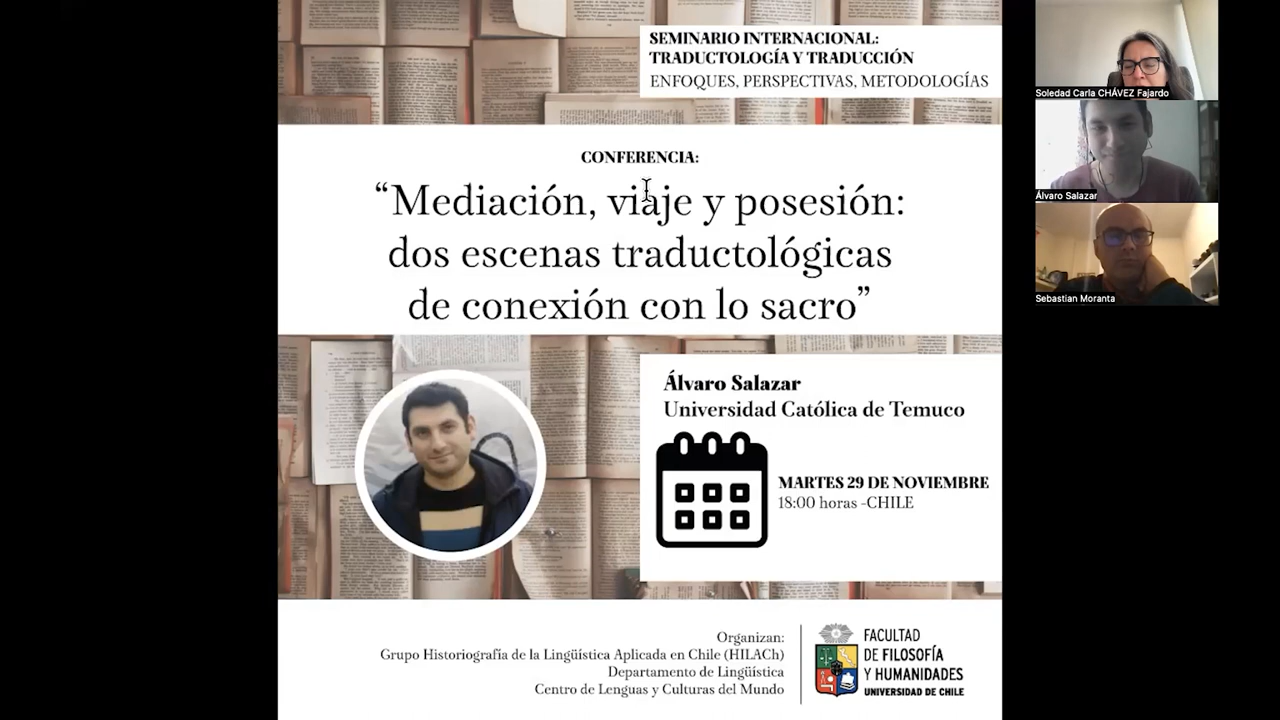 SEMINARIO INTERNACIONAL:
TRADUCTOLOGÍA Y TRADUCCIÓN
ENFOQUES, PERSPECTIVAS, METODOLOGÍAS
CONFERENCIA:
“Mediación, viaje y posesión:
dos escenas traductológicas
de conexión con lo sacro”
Álvaro Salazar
Universidad Católica de Temuco
MARTES 29 DE NOVIEMBRE
18:00 horas -CHILE
Organizan:
Grupo Historiografía de la Lingüística Aplicada en Chile (HILACh)
Departamento de Lingüística
Centro de Lenguas y Culturas del Mundo
FACULTAD
DE FILOSOFÍA
Y HUMANIDADES
UNIVERSIDAD DE CHILE
Soledad Carla CHÁVEZ Fajardo
Álvaro Salazar
Sebastian Moranta